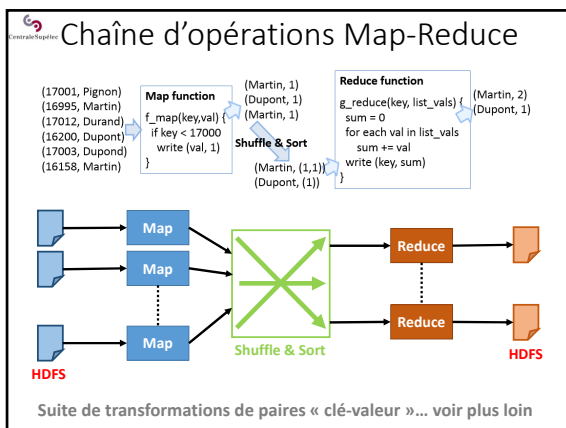 CentraleSupélec
Chaîne d'opérations Map-Reduce
(17001, Pignon)
(16995, Martin)
(17012, Durand)
(16200, Dupont)
(17003, Dupond)
(16158, Martin)
Map function
f_map(key,val) {
if key < 17000
write (val, 1)
}
(Martin, 1)
(Dupont, 1)
(Martin, 1)
Shuffle & Sort
(Martin, (1,1))
(Dupont, (1))
Reduce function
g_reduce(key, list_vals) {
sum = 0
for each val in list_vals
sum += val
write (key, sum)
}
(Martin, 2)
(Dupont, 1)
Map
Map
Map
HDFS
Shuffle & Sort
Reduce
Reduce
HDFS
Suite de transformations de paires « clé-valeur »... voir plus loin